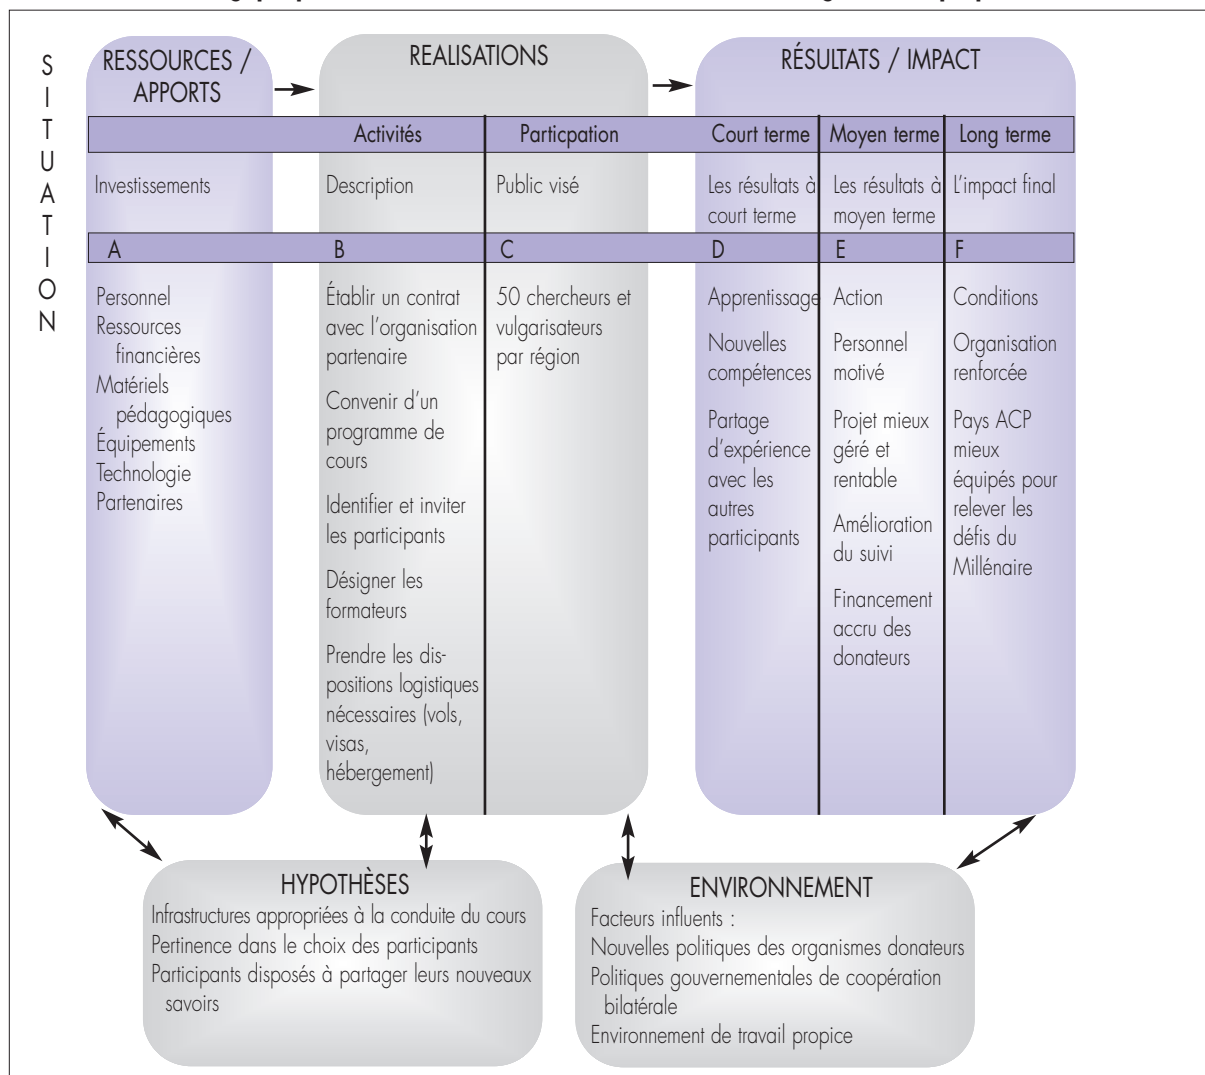 SITUATION
RESSOURCES /
APPORTS
REALISATIONS
RÉSULTATS / IMPACT
Activités
Particpation
Court terme
Moyen terme
Long terme
Investissements
Description
Public visé
Les résultats à
court terme
Les résultats à
moyen terme
L'impact final
A
B
C
D
E
F
Personnel
Ressources
financières
Matériels
pédagogiques
Équipements
Technologie
Partenaires
Établir un contrat
avec l'organisation
partenaire
Convenir d'un
programme de
cours
Identifier et inviter
les participants
Désigner les
formateurs
Prendre les dis-
positions logistiques
nécessaires (vols,
visas,
hébergement)
50 chercheurs et
vulgarisateurs
par région
Apprentissage
Nouvelles
compétences
Partage
d'expérience
avec les
autres
participants
Action
Personnel
motivé
Projet mieux
géré et
rentable
Amélioration
du suivi
Financement
accru des
donateurs
Conditions
Organisation
renforcée
Pays ACP
mieux
équipés pour
relever les
défis du
Millénaire
HYPOTHÈSES
Infrastructures appropriées à la conduite du cours
Pertinence dans le choix des participants
Participants disposés à partager leurs nouveaux
savoirs
ENVIRONNEMENT
Facteurs influents :
Nouvelles politiques des organismes donateurs
Politiques gouvernementales de coopération
bilatérale
Environnement de travail propice